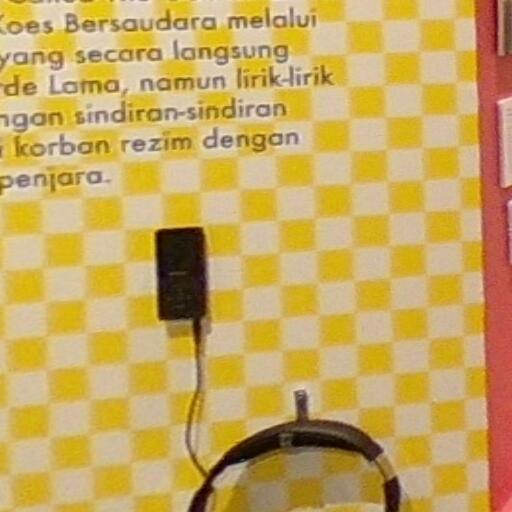 Koes Bersaudara melalui
yang secara langsung
rde Lama, namun lirik-lirik
ngan sindiran-sindiran
i korban rezim dengan
penjara.